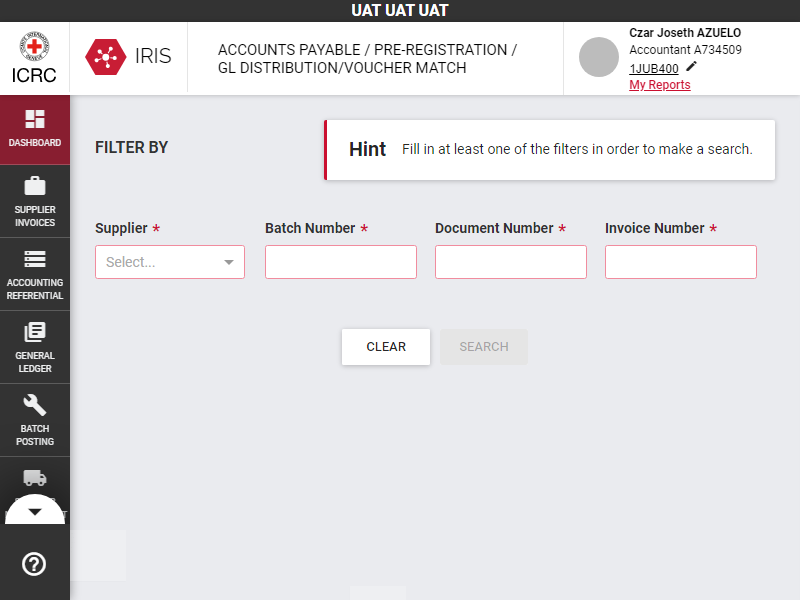 UAT UAT UAT
ICRC
IRIS
ACCOUNTS PAYABLE / PRE-REGISTRATION /
GL DISTRIBUTION/VOUCHER MATCH
Czar Joseth AZUELO
Accountant A734509
1JUB400
My Reports
DASHBOARD
SUPPLIER
INVOICES
ACCOUNTING
REFERENTIAL
GENERAL
LEDGER
BATCH
POSTING
FILTER BY
Hint Fill in at least one of the filters in order to make a search.
Supplier *
Batch Number *
Document Number *
Invoice Number *
Select...
CLEAR
SEARCH